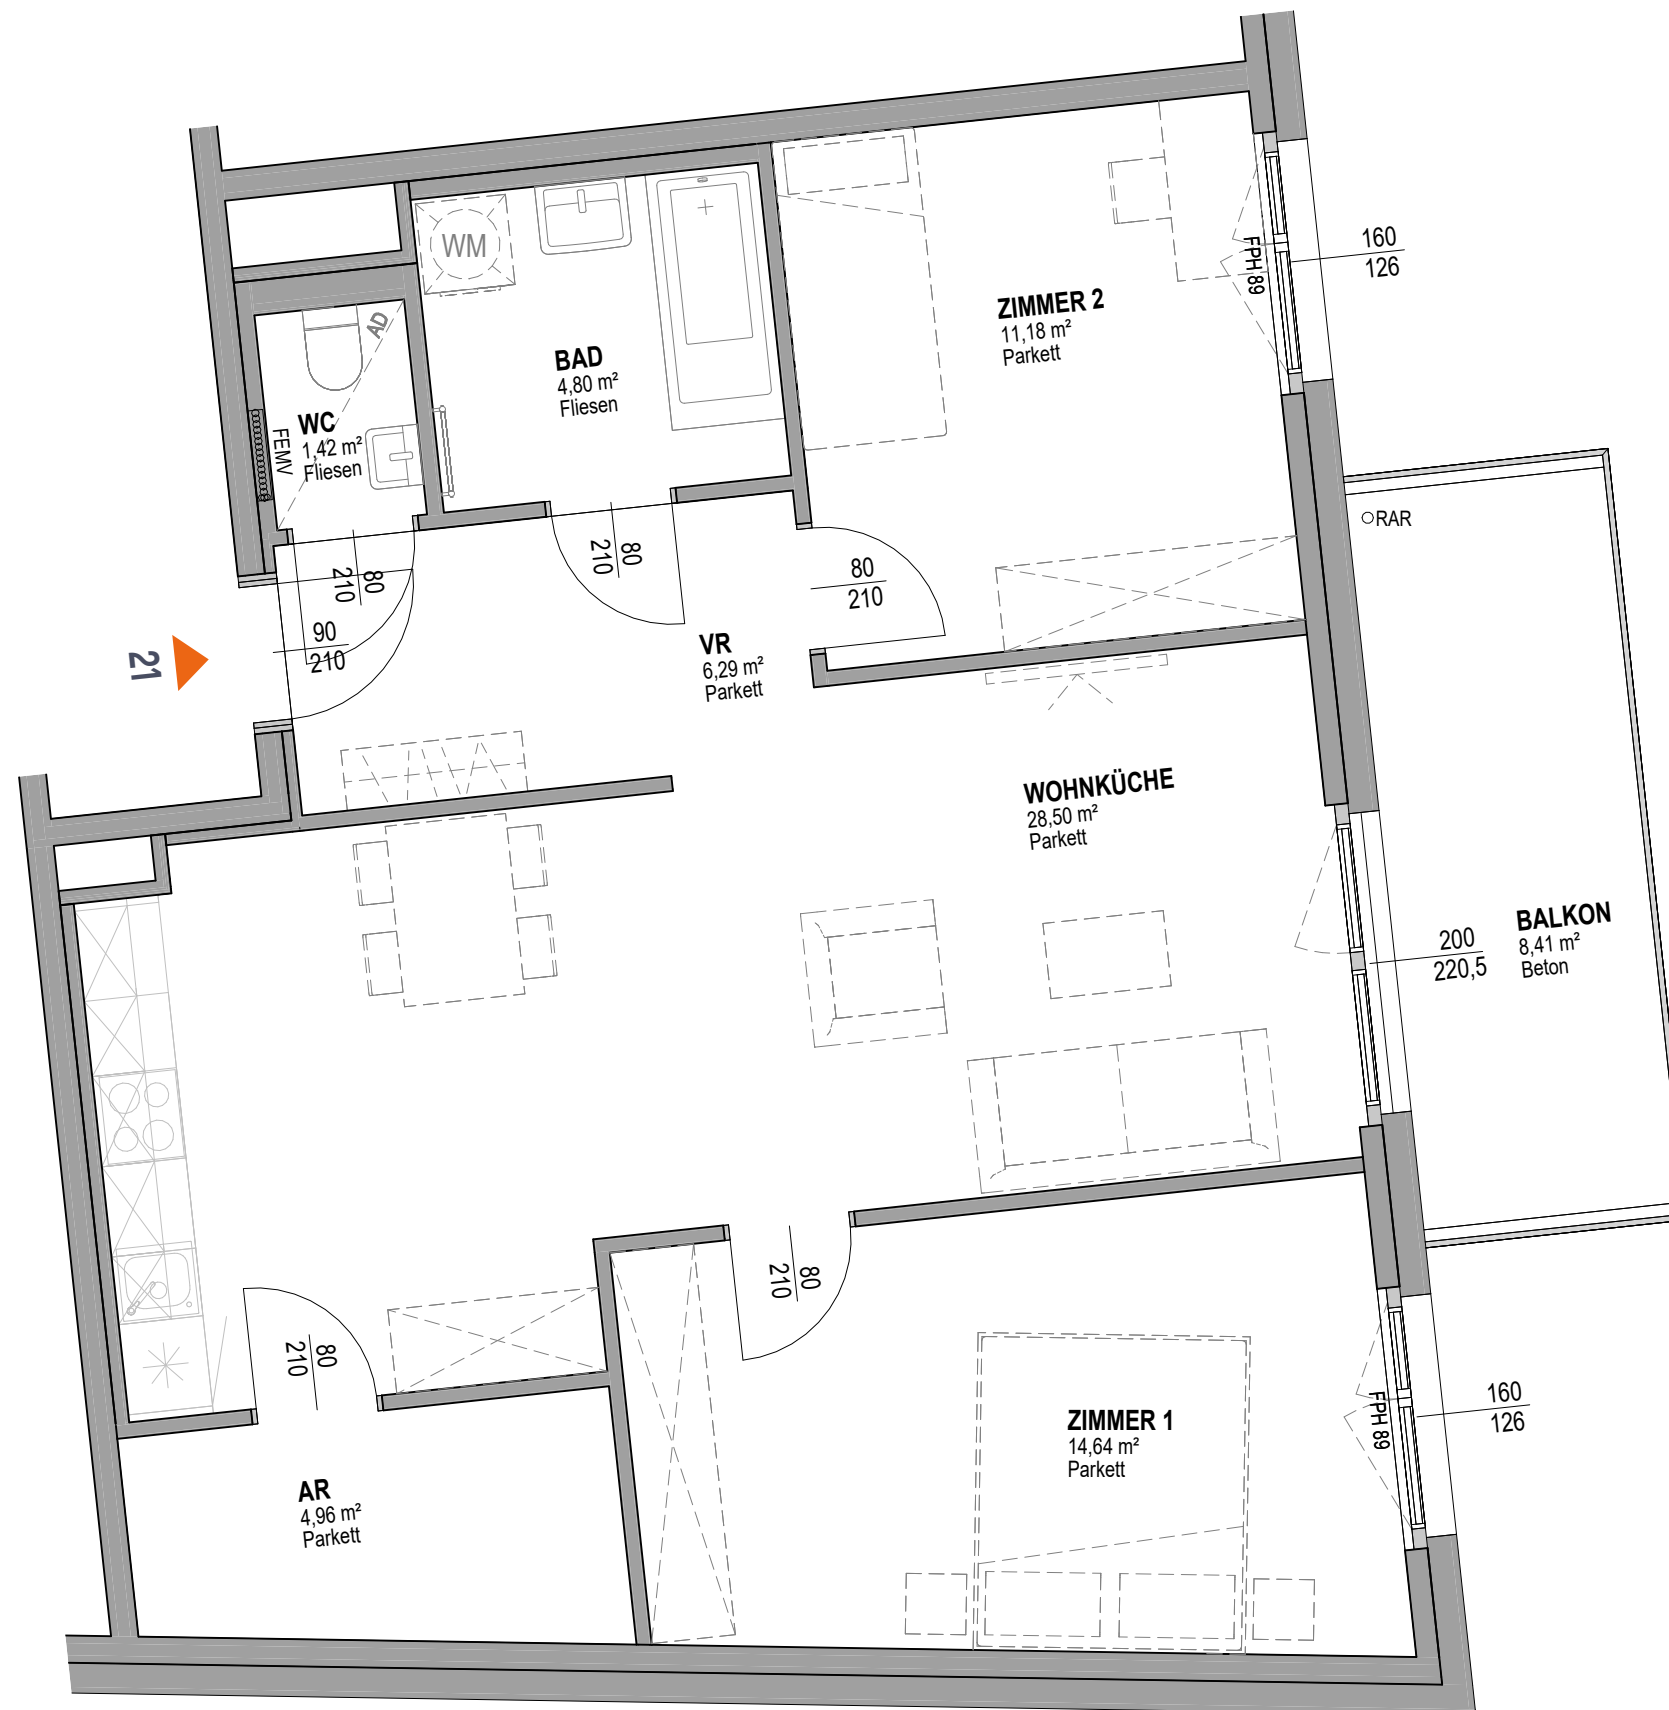 WM
AD
FPH 89
160
126
ZIMMER 2
11,18 m²
Parkett
BAD
4,80 m²
Fliesen
WC
1,42 m²
Fliesen
FEMV
RAR
80
210
80
210
80
210
90
210
21
VR
6,29 m²
Parkett
WOHNKÜCHE
28,50 m²
Parkett
200
220,5
BALKON
8,41 m²
Beton
80
210
80
210
FPH 89
160
126
ZIMMER 1
14,64 m²
Parkett
AR
4,96 m²
Parkett